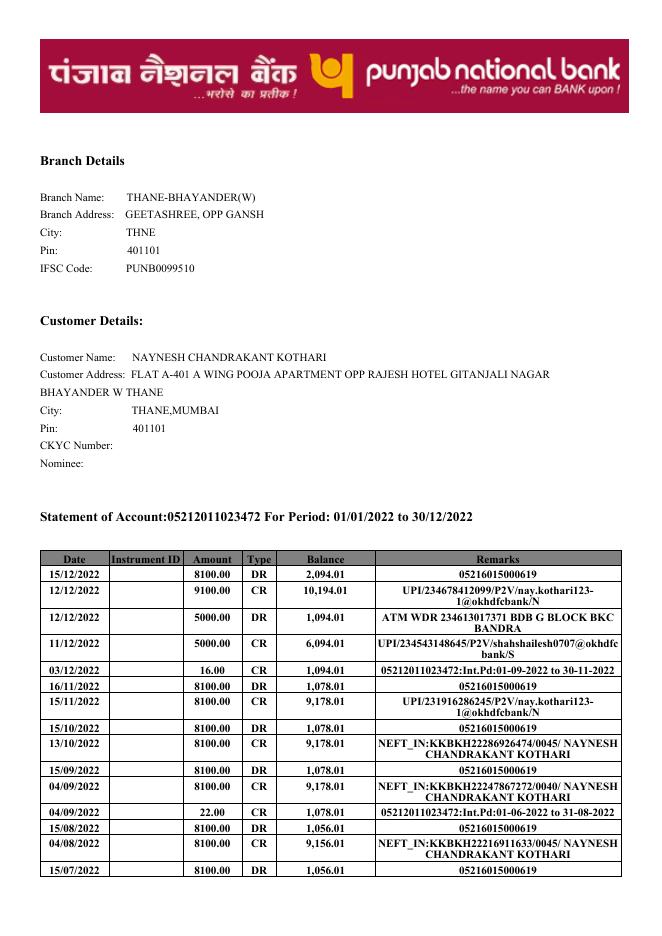 पंजाब नैशनल बैंक punjab national bank
...भरोसे का प्रतीक ! ...the name you can BANK upon !
Branch Details
Branch Name: THANE-BHAYANDER(W)
Branch Address: GEETASHREE, OPP GANSH
City: THNE
Pin: 401101
IFSC Code: PUNB0099510
Customer Details:
Customer Name: NAYNESH CHANDRAKANT KOTHARI
Customer Address: FLAT A-401 A WING POOJA APARTMENT OPP RAJESH HOTEL GITANJALI NAGAR
BHAYANDER W THANE
City: THANE,MUMBAI
Pin: 401101
CKYC Number:
Nominee:
Statement of Account:05212011023472 For Period: 01/01/2022 to 30/12/2022
Date Instrument ID Amount Type Balance Remarks
15/12/2022 8100.00 DR 2,094.01 05216015000619
12/12/2022 9100.00 CR 10,194.01 UPI/234678412099/P2V/nay.kothari123-
1@okhdfcbank/N
12/12/2022 5000.00 DR 1,094.01 ATM WDR 234613017371 BDB G BLOCK BKC
BANDRA
11/12/2022 5000.00 CR 6,094.01 UPI/234543148645/P2V/shahshailesh0707@okhdfc
bank/S
03/12/2022 16.00 CR 1,094.01 05212011023472:Int.Pd:01-09-2022 to 30-11-2022
16/11/2022 8100.00 DR 1,078.01 05216015000619
15/11/2022 8100.00 CR 9,178.01 UPI/231916286245/P2V/nay.kothari123-
1@okhdfcbank/N
15/10/2022 8100.00 DR 1,078.01 05216015000619
13/10/2022 8100.00 CR 9,178.01 NEFT_IN:KKBKH22286926474/0045/ NAYNESH
CHANDRAKANT KOTHARI
15/09/2022 8100.00 DR 1,078.01 05216015000619
04/09/2022 8100.00 CR 9,178.01 NEFT_IN:KKBKH22247867272/0040/ NAYNESH
CHANDRAKANT KOTHARI
04/09/2022 22.00 CR 1,078.01 05212011023472:Int.Pd:01-06-2022 to 31-08-2022
15/08/2022 8100.00 DR 1,056.01 05216015000619
04/08/2022 8100.00 CR 9,156.01 NEFT_IN:KKBKH22216911633/0045/ NAYNESH
CHANDRAKANT KOTHARI
15/07/2022 8100.00 DR 1,056.01 05216015000619